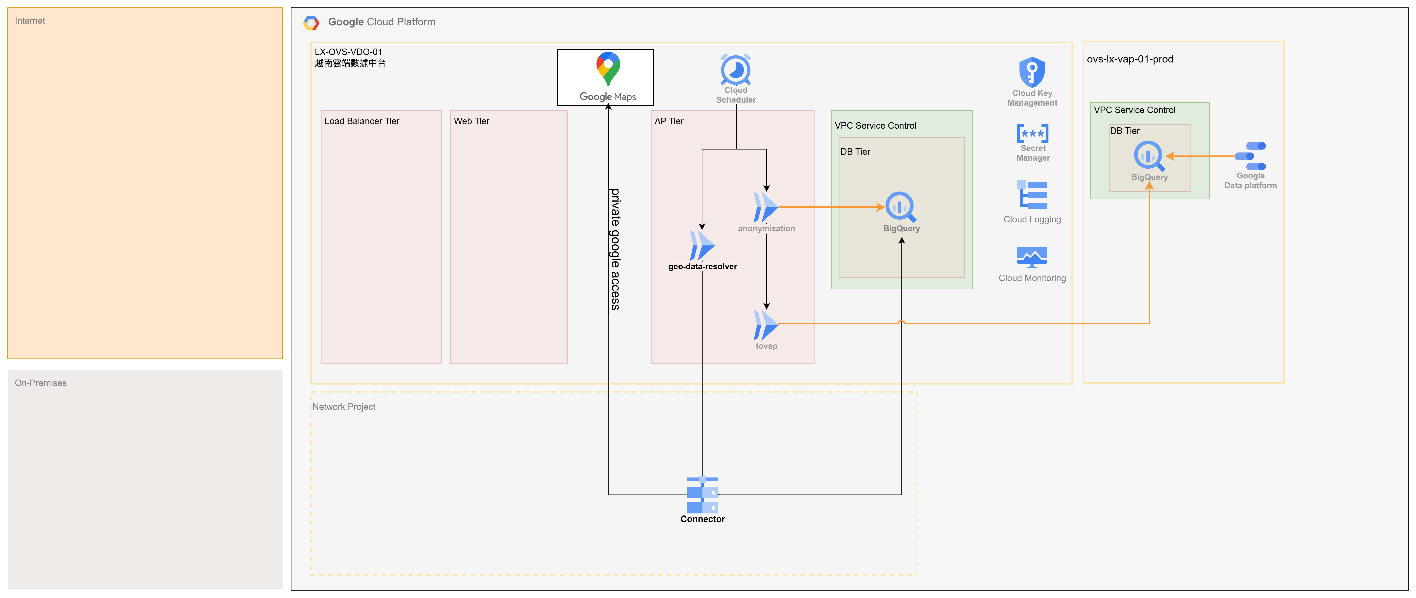 Internet
Google Cloud Platform
LX-OVS-VDO-01
越南雲端數據中台
Google Maps
Cloud
Scheduler
Cloud Key
Management
Secret
Manager
Cloud Logging
Cloud Monitoring
Load Balancer Tier
Web Tier
AP Tier
private google access
anonymization
geo-data-resolver
tovap
VPC Service Control
DB Tier
BigQuery
ovs-lx-vap-01-prod
VPC Service Control
DB Tier
BigQuery
Google
Data platform
On-Premises
Network Project
Connector